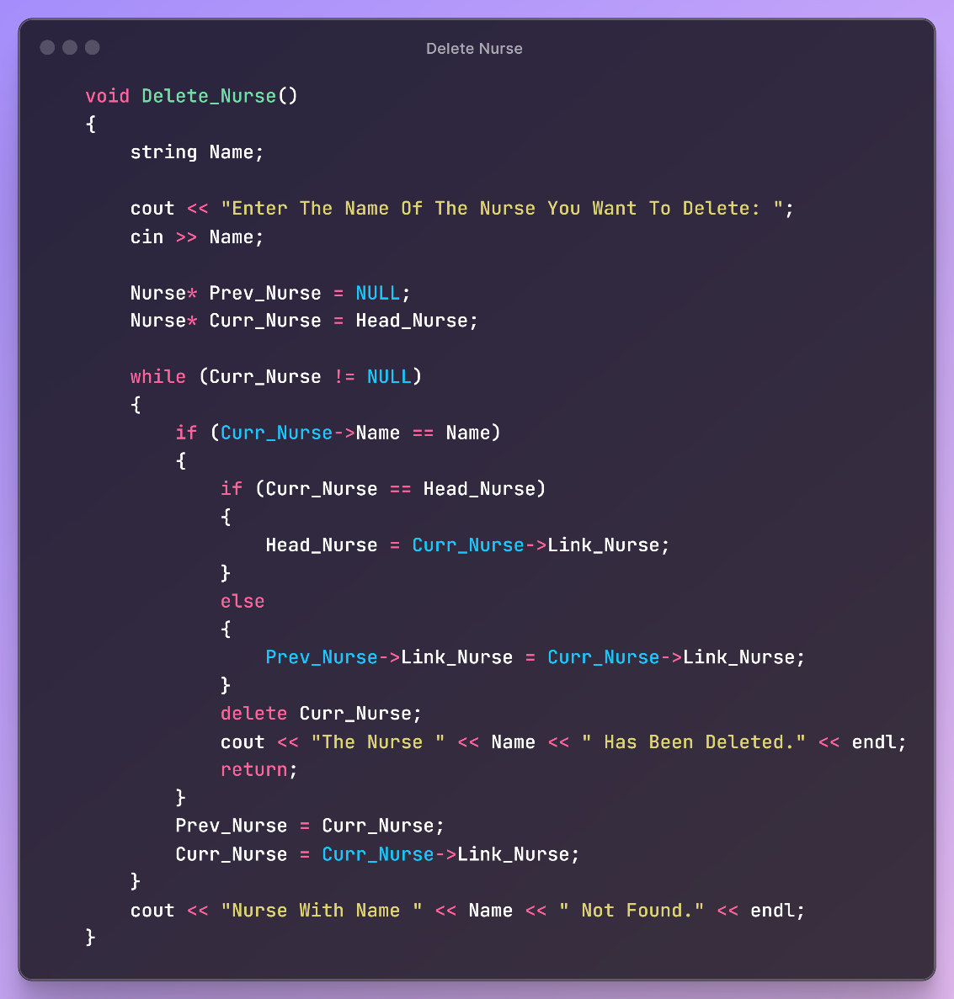 Delete Nurse
void Delete_Nurse()
{
    string Name;

    cout << "Enter The Name Of The Nurse You Want To Delete: ";
    cin >> Name;

    Nurse* Prev_Nurse = NULL;
    Nurse* Curr_Nurse = Head_Nurse;

    while (Curr_Nurse != NULL)
    {
        if (Curr_Nurse->Name == Name)
        {
            if (Curr_Nurse == Head_Nurse)
            {
                Head_Nurse = Curr_Nurse->Link_Nurse;
            }
            else
            {
                Prev_Nurse->Link_Nurse = Curr_Nurse->Link_Nurse;
            }
            delete Curr_Nurse;
            cout << "The Nurse " << Name << " Has Been Deleted." << endl;
            return;
        }
        Prev_Nurse = Curr_Nurse;
        Curr_Nurse = Curr_Nurse->Link_Nurse;
    }
    cout << "Nurse With Name " << Name << " Not Found." << endl;
}